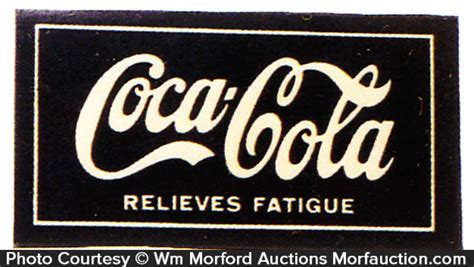 Coca-Cola
RELIEVES FATIGUE
Photo Courtesy © Wm Morford Auctions Morfauction.com